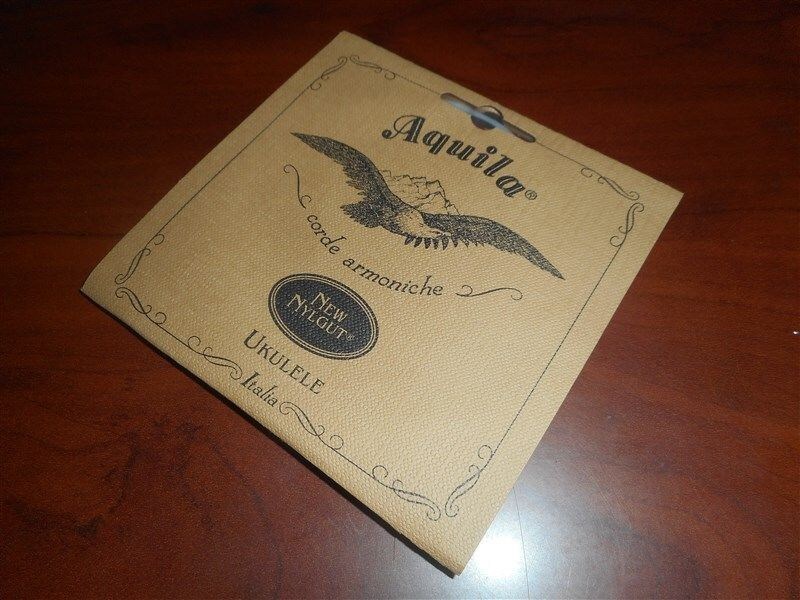 Aquila®
corde armoniche
NEW
NYLGUT®
UKULELE
Italia